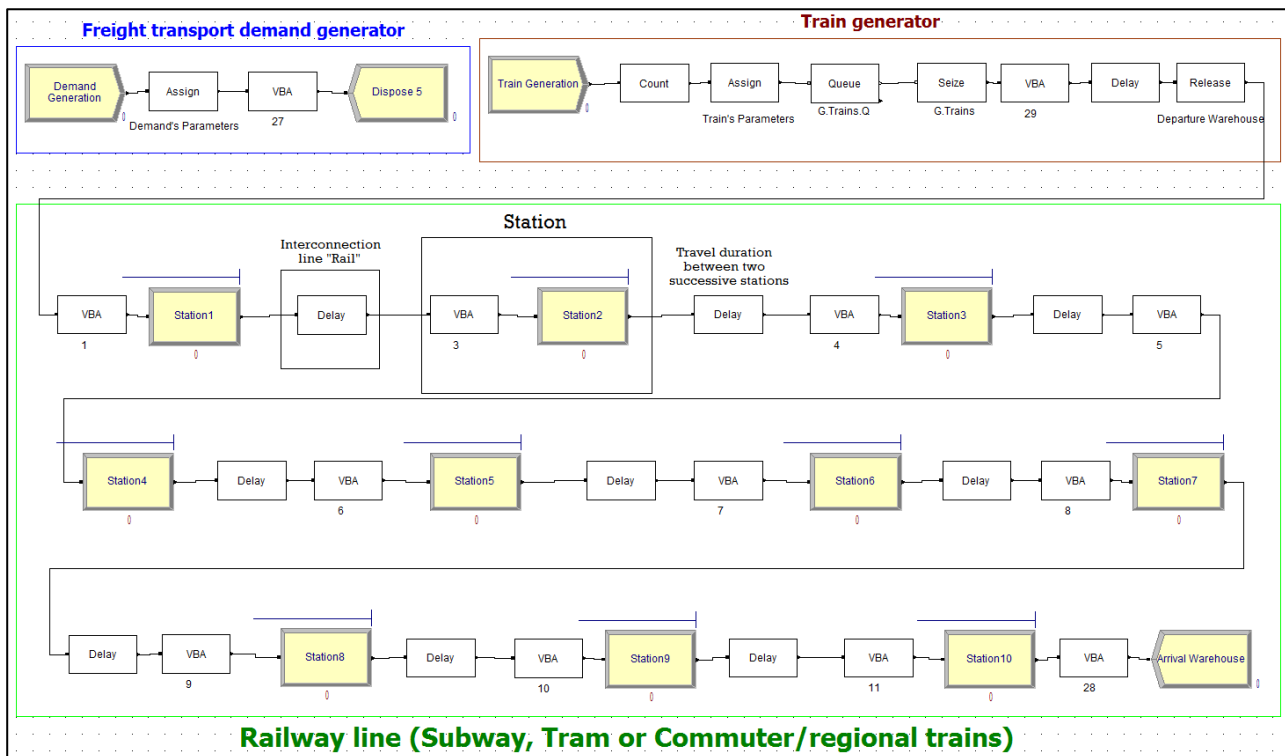 Freight transport demand generator
Train generator
Demand
Generation
0
Assign
Demand's Parameters
VBA
27
Dispose 5
0
Train Generation
0
Count
Assign
Train's Parameters
Queue
G.Trains.Q
Seize
G.Trains
VBA
29
Delay
Release
Departure Warehouse
VBA
1
Station1
0
Interconnection
line "Rail"
Delay
Station
VBA
3
Station2
0
Travel duration
between two
successive stations
Delay
VBA
4
Station3
0
Delay
VBA
5
Station4
0
Delay
VBA
6
Station5
0
Delay
VBA
7
Station6
0
Delay
VBA
8
Station7
0
Delay
VBA
9
Station8
0
Delay
VBA
10
Station9
0
Delay
VBA
11
Station10
0
VBA
28
Arrival Warehouse
0
Railway line (Subway, Tram or Commuter/regional trains)